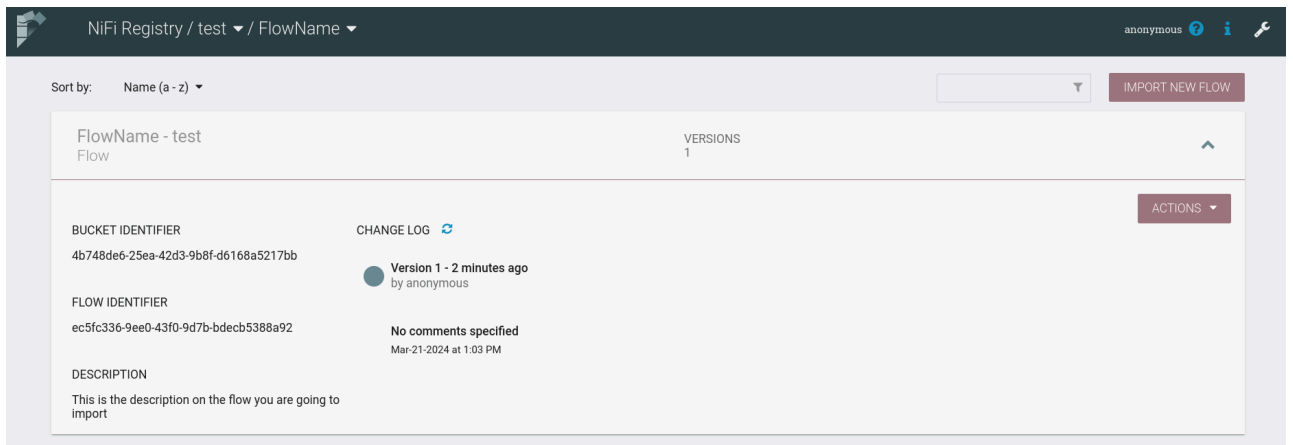 NiFi Registry / test / FlowName
anonymous
Sort by: Name (a - z)
IMPORT NEW FLOW
FlowName - test
Flow
VERSIONS
1
ACTIONS
BUCKET IDENTIFIER
4b748de6-25ea-42d3-9b8f-d6168a5217bb
FLOW IDENTIFIER
ec5fc336-9ee0-43f0-9d7b-bdecb5388a92
DESCRIPTION
This is the description on the flow you are going to
import
CHANGE LOG
Version 1 - 2 minutes ago
by anonymous
No comments specified
Mar-21-2024 at 1:03 PM